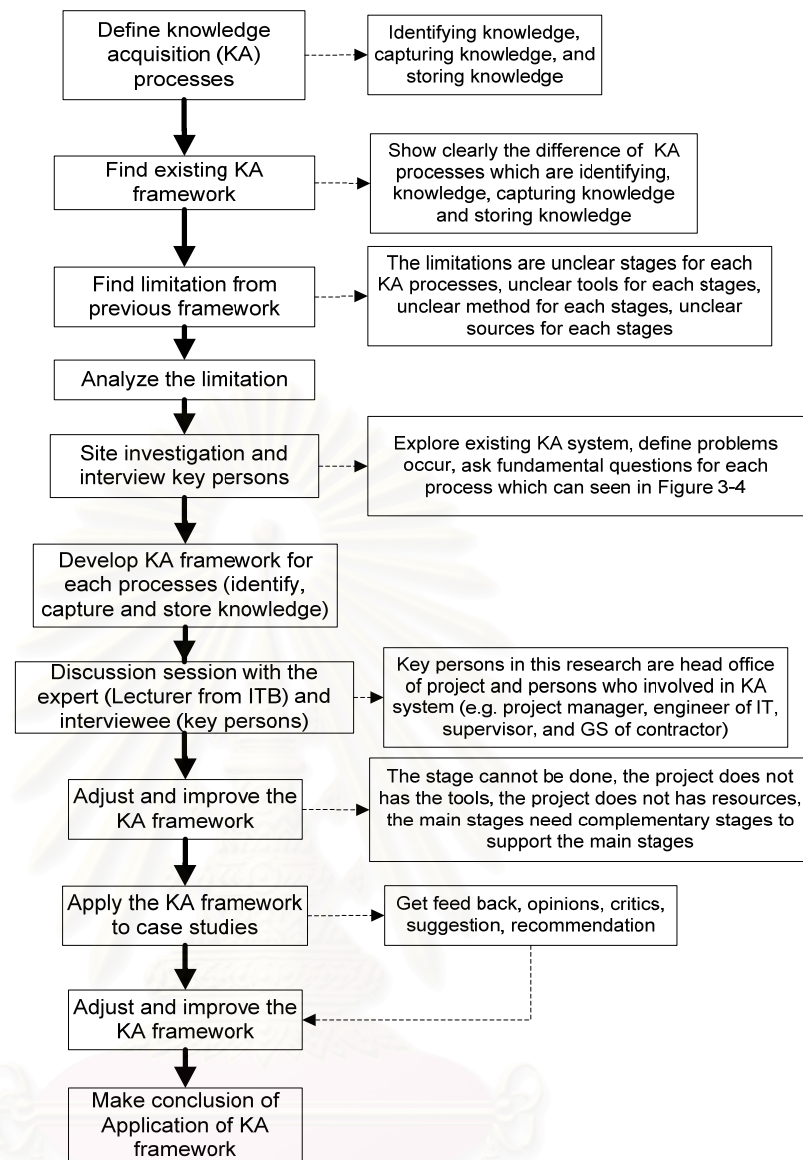 Define knowledge
acquisition (KA)
processes
Identifying knowledge,
capturing knowledge, and
storing knowledge
Find existing KA
framework
Show clearly the difference of KA
processes which are identifying,
knowledge, capturing knowledge
and storing knowledge
Find limitation from
previous framework
The limitations are unclear stages for each
KA processes, unclear tools for each stages,
unclear method for each stages, unclear
sources for each stages
Analyze the limitation
Site investigation and
interview key persons
Explore existing KA system, define problems
occur, ask fundamental questions for each
process which can seen in Figure 3-4
Develop KA framework for
each processes (identify,
capture and store knowledge)
Discussion session with the
expert (Lecturer from ITB) and
interviewee (key persons)
Key persons in this research are head office
of project and persons who involved in KA
system (e.g. project manager, engineer of IT,
supervisor, and GS of contractor)
Adjust and improve the
KA framework
The stage cannot be done, the project does not
has the tools, the project does not has resources,
the main stages need complementary stages to
support the main stages
Apply the KA framework
to case studies
Get feed back, opinions, critics,
suggestion, recommendation
Adjust and improve the
KA framework
Make conclusion of
Application of KA
framework